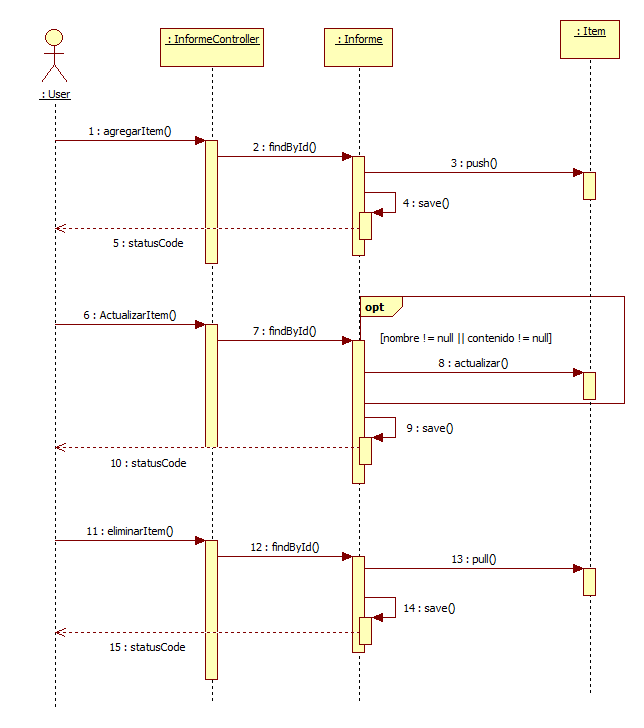 : InformeController
: Informe
: Item
: User
1 : agregarItem()
2 : findById()
3 : push()
4 : save()
5 : statusCode
opt
6 : ActualizarItem()
7 : findById()
[nombre != null || contenido != null]
8 : actualizar()
9 : save()
10 : statusCode
11 : eliminarItem()
12 : findById()
13 : pull()
14 : save()
15 : statusCode